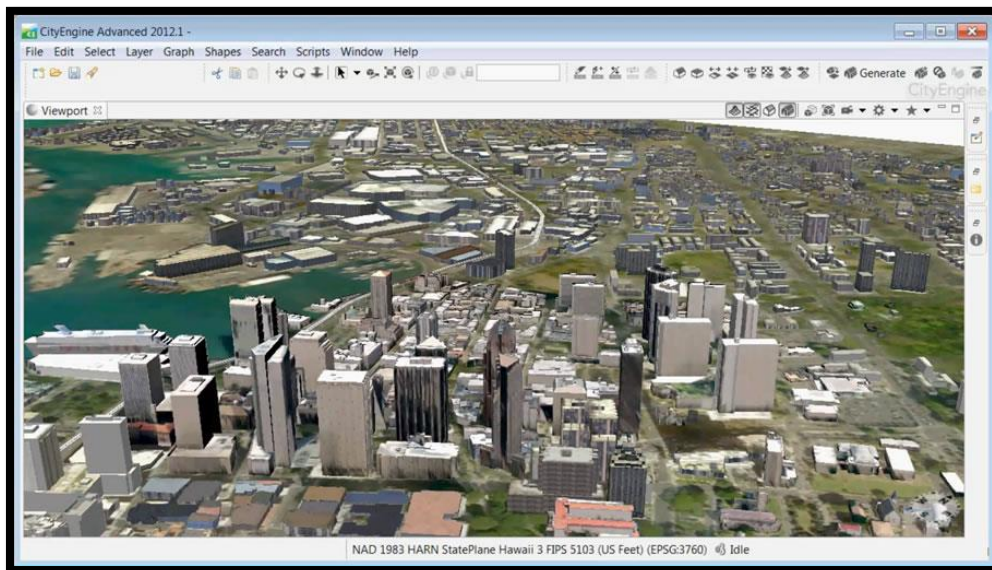 CityEngine Advanced 2012.1 -
File Edit Select Layer Graph Shapes Search Scripts Window Help
Generate
CityEngine
Viewport
NAD 1983 HARN StatePlane Hawaii 3 FIPS 5103 (US Feet) (EPSG:3760) Idle